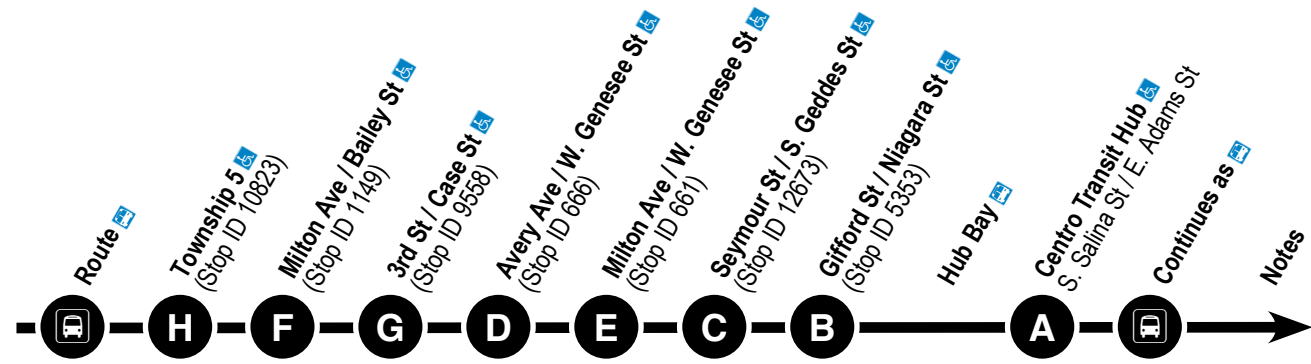 Route
Township 5
(Stop ID 10823)
Milton Ave / Bailey St
(Stop ID 1149)
3rd St / Case St
(Stop ID 9558)
Avery Ave / W. Genesee St
(Stop ID 666)
Milton Ave / W. Genesee St
(Stop ID 661)
Seymour St / S. Geddes St
(Stop ID 12673)
Gifford St / Niagara St
(Stop ID 5353)
Hub Bay
Centro Transit Hub
S. Salina St / E. Adams St
Continues as
Notes
H F G D E C B A